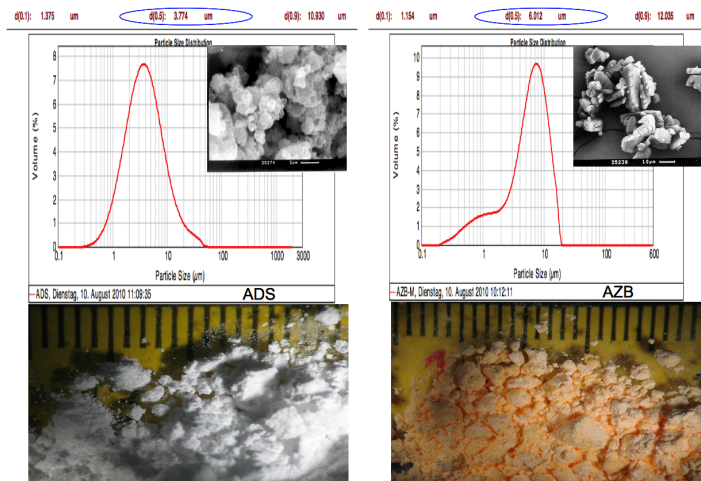 d(0.1): 1.375 um d(0.5): 3.774 um d(0.9): 10.930 um
Particle Size Distribution
Volume (%)
8
7
6
5
4
3
2
1
0
0.1 1 10 100 1000 3000
Particle Size (µm)
35274 2µm
ADS, Dienstag, 10. August 2010 11:09:35
ADS
d(0.1): 1.154 um d(0.5): 6.012 um d(0.9): 12.035 um
Particle Size Distribution
Volume (%)
10
9
8
7
6
5
4
3
2
1
0
0.1 1 10 100 600
Particle Size (µm)
35230 10µm
AZB-M, Dienstag, 10. August 2010 10:12:11
AZB